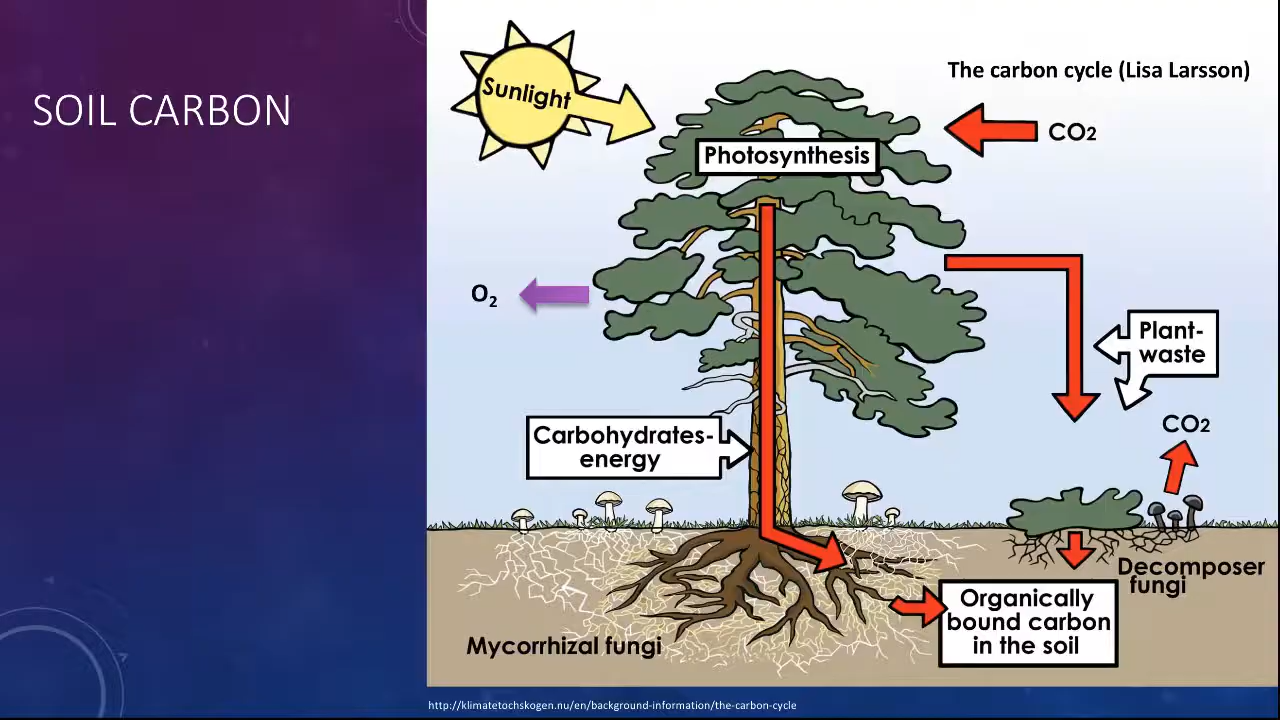 SOIL CARBON
The carbon cycle (Lisa Larsson)
Sunlight
CO2
Photosynthesis
O2
Plant-
waste
CO2
Carbohydrates-
energy
Decomposer
fungi
Organically
bound carbon
in the soil
Mycorrhizal fungi
http://klimatetochskogen.nu/en/background-information/the-carbon-cycle